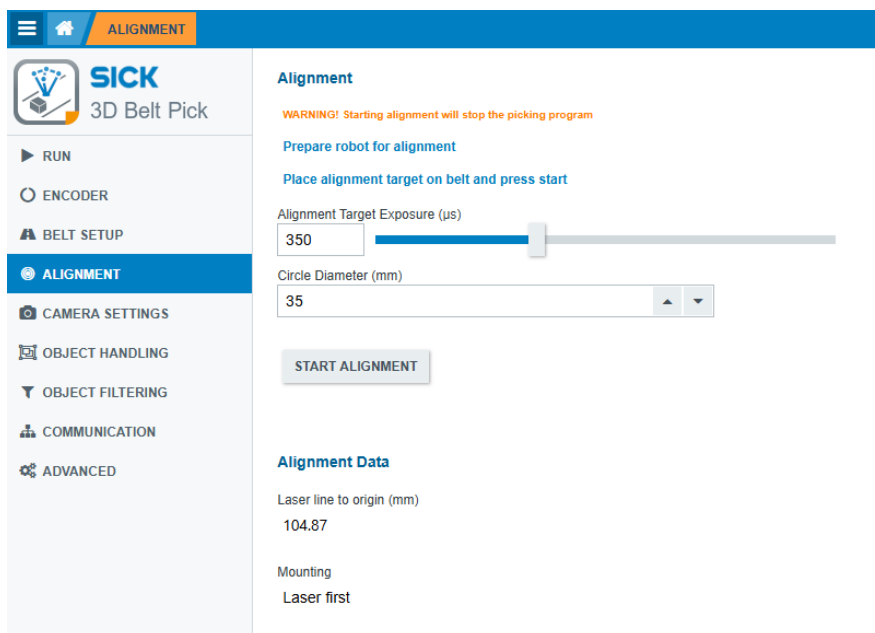 ALIGNMENT
SICK
3D Belt Pick
RUN
ENCODER
BELT SETUP
ALIGNMENT
CAMERA SETTINGS
OBJECT HANDLING
OBJECT FILTERING
COMMUNICATION
ADVANCED
Alignment
WARNING! Starting alignment will stop the picking program
Prepare robot for alignment
Place alignment target on belt and press start
Alignment Target Exposure (µs)
350
Circle Diameter (mm)
35
START ALIGNMENT
Alignment Data
Laser line to origin (mm)
104.87
Mounting
Laser first